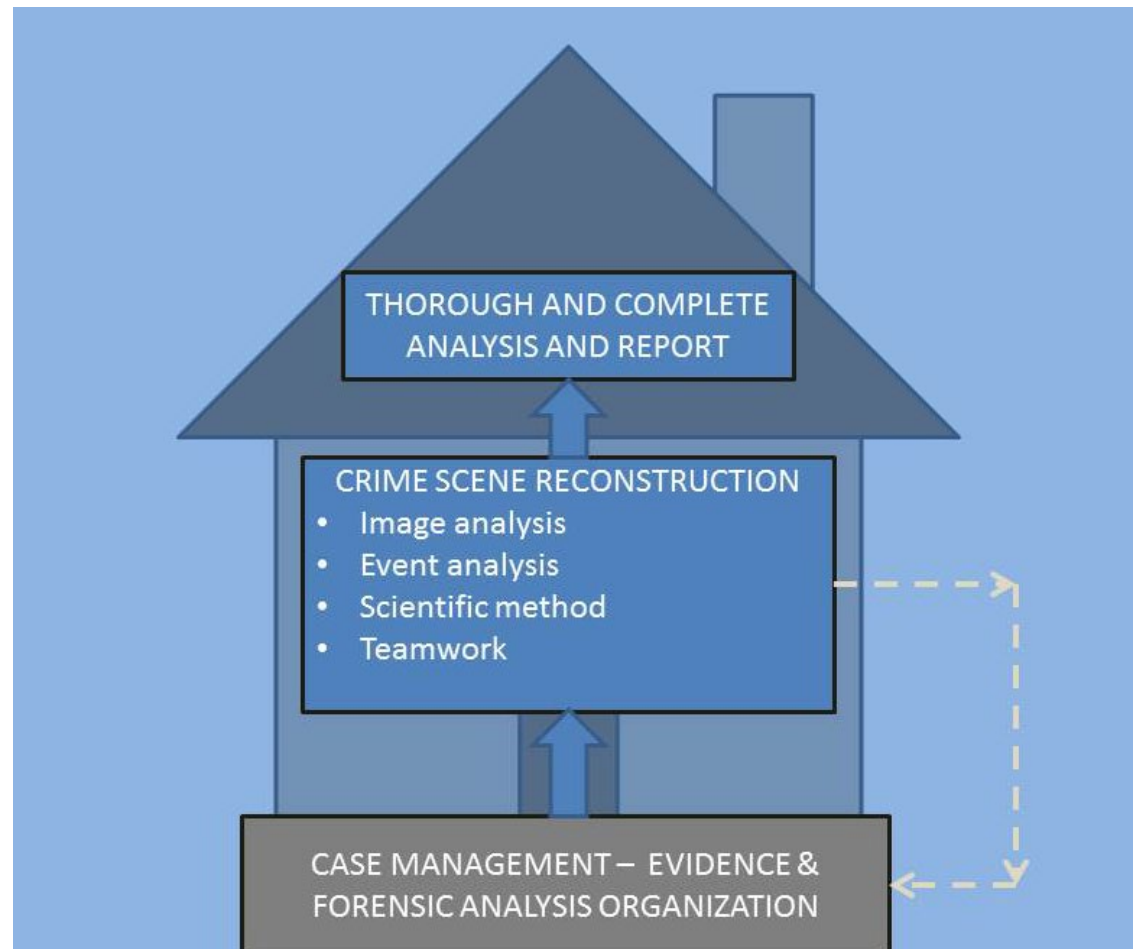 THOROUGH AND COMPLETE
ANALYSIS AND REPORT
CRIME SCENE RECONSTRUCTION
• Image analysis
• Event analysis
• Scientific method
• Teamwork
CASE MANAGEMENT – EVIDENCE &
FORENSIC ANALYSIS ORGANIZATION